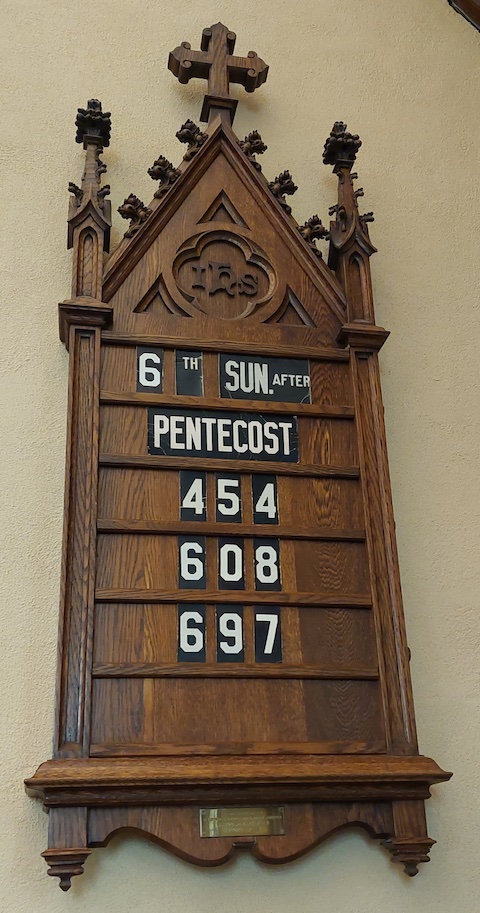 IHS
6 TH SUN. AFTER
PENTECOST
454
608
697